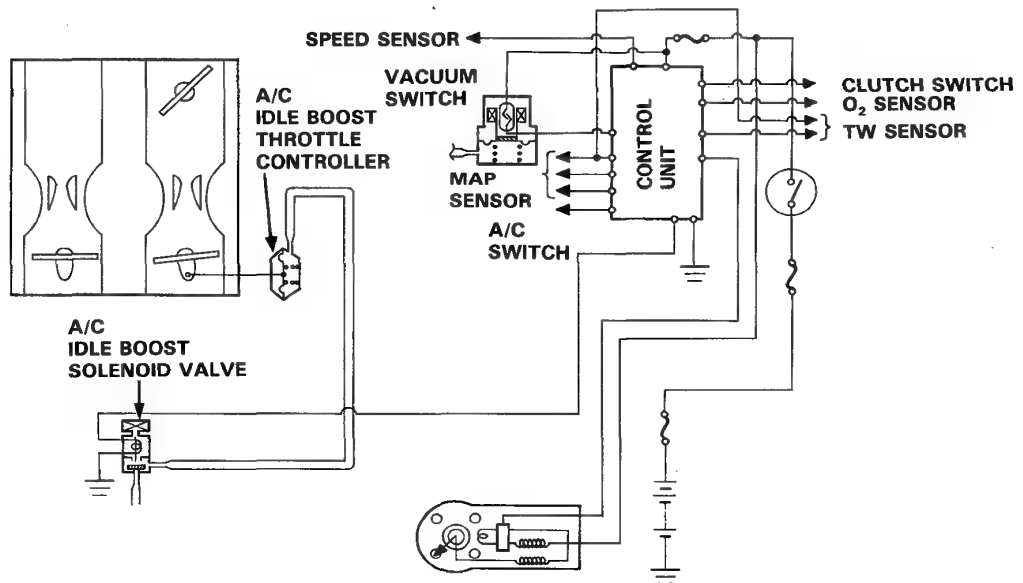 SPEED SENSOR
VACUUM
SWITCH
A/C
IDLE BOOST
THROTTLE
CONTROLLER
CONTROL
UNIT
CLUTCH SWITCH
O₂ SENSOR
TW SENSOR
MAP
SENSOR
A/C
SWITCH
A/C
IDLE BOOST
SOLENOID VALVE